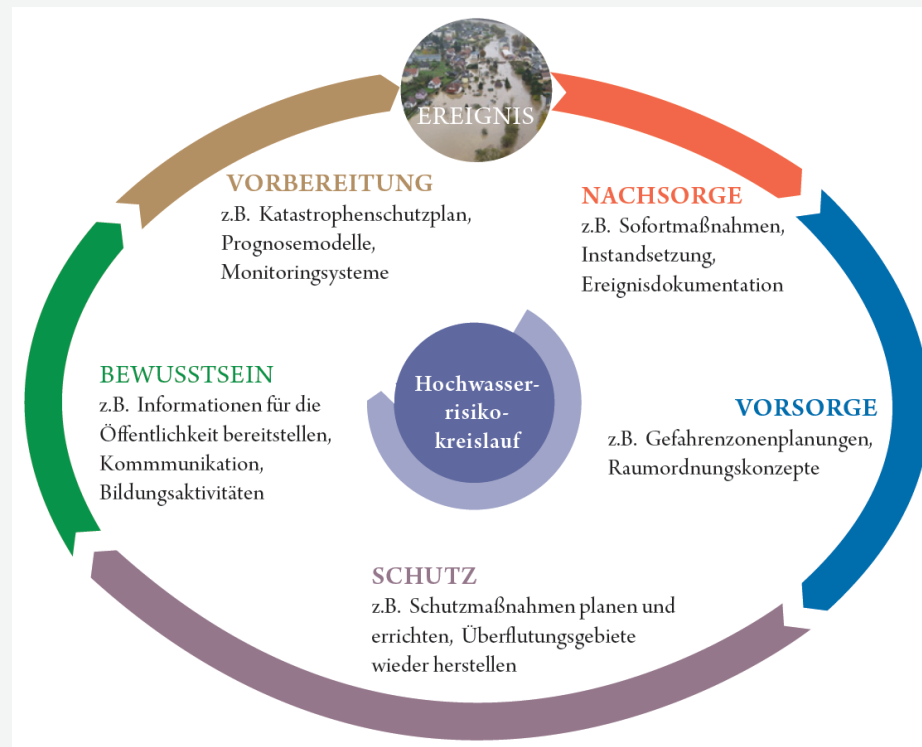 EREIGNIS
NACHSORGE
z.B. Sofortmaßnahmen,
Instandsetzung,
Ereignisdokumentation
VORSORGE
z.B. Gefahrenzonenplanungen,
Raumordnungskonzepte
SCHUTZ
z.B. Schutzmaßnahmen planen und
errichten, Überflutungsgebiete
wieder herstellen
BEWUSSTSEIN
z.B. Informationen für die
Öffentlichkeit bereitstellen,
Kommmunikation,
Bildungsaktivitäten
VORBEREITUNG
z.B. Katastrophenschutzplan,
Prognosemodelle,
Monitoringsysteme
Hochwasser-
risiko-
kreislauf